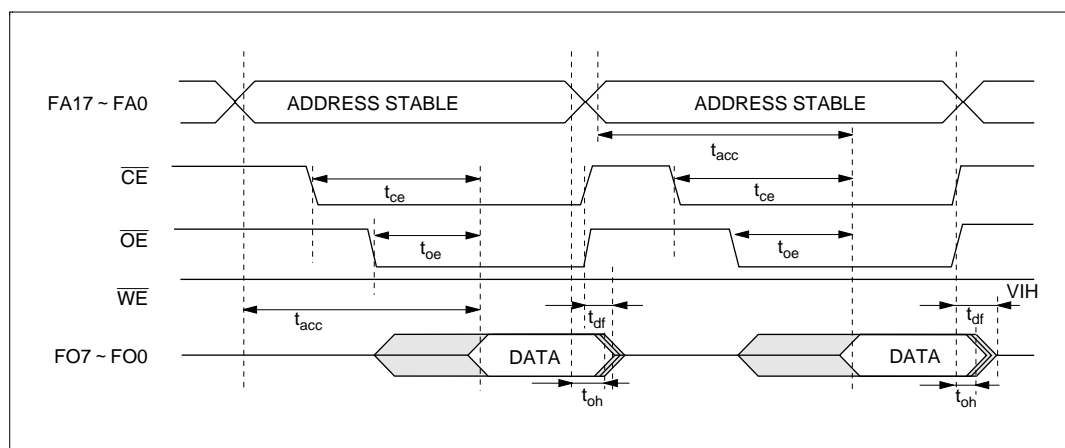 FA17 ~ FA0
ADDRESS STABLE
ADDRESS STABLE
tacc
CE
tce
tce
OE
toe
toe
WE
VIH
tacc
tdf
tdf
FO7 ~ FO0
DATA
DATA
toh
toh